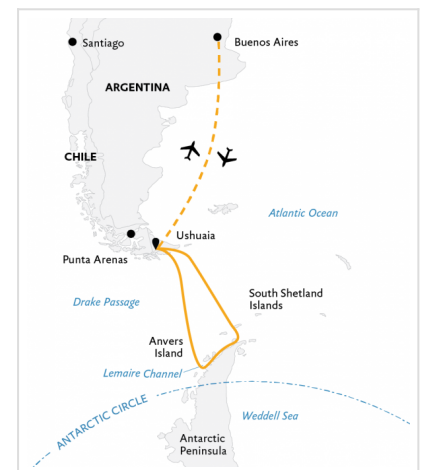 Santiago
Buenos Aires
ARGENTINA
CHILE
Atlantic Ocean
Ushuaia
Punta Arenas
Drake Passage
South Shetland
Islands
Anvers
Island
Lemaire Channel
ANTARCTIC CIRCLE
Weddell Sea
Antarctic
Peninsula